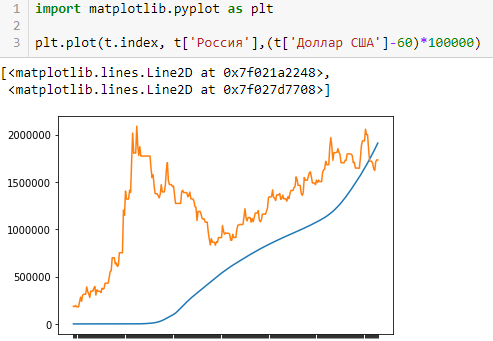 1 import matplotlib.pyplot as plt
2
3 plt.plot(t.index, t['Россия'],(t['Доллар США']-60)*100000)
[<matplotlib.lines.Line2D at 0x7f021a2248>,
<matplotlib.lines.Line2D at 0x7f027d7708>]
2000000
1500000
1000000
500000
0